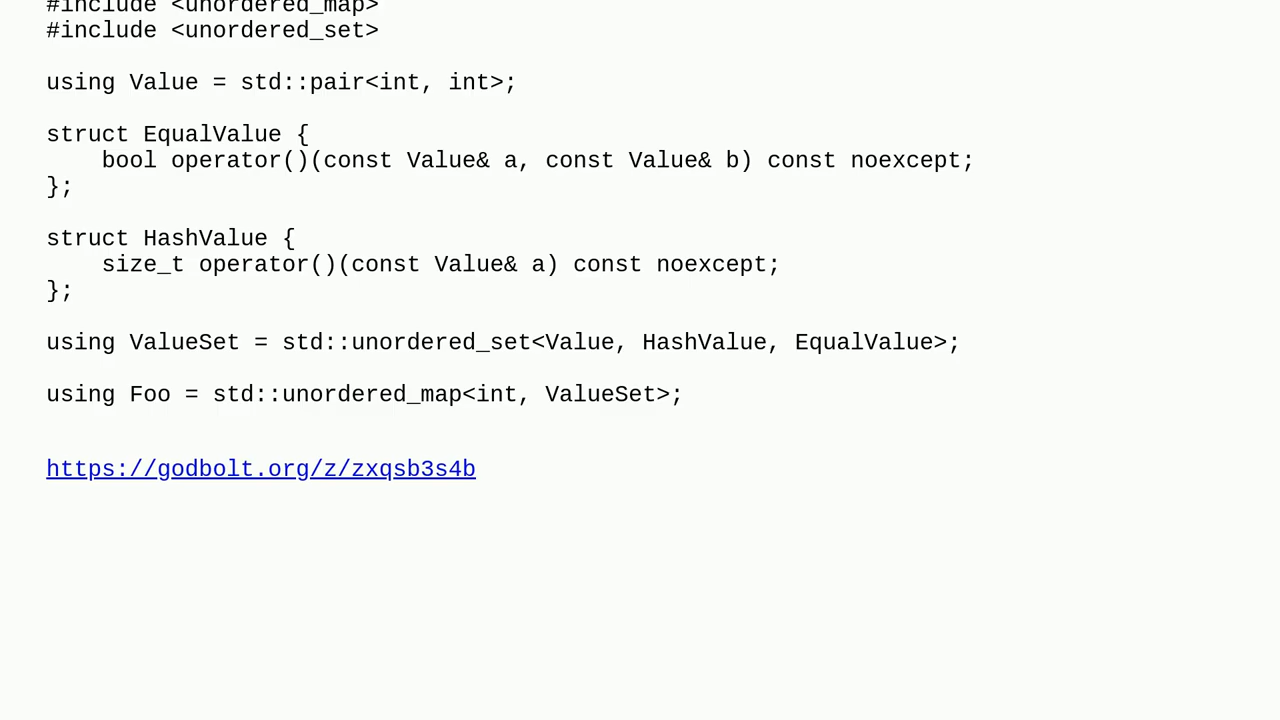 #include <unordered_map>
#include <unordered_set>
using Value = std::pair<int, int>;
struct EqualValue {
bool operator()(const Value& a, const Value& b) const noexcept;
};
struct HashValue {
size_t operator()(const Value& a) const noexcept;
};
using ValueSet = std::unordered_set<Value, HashValue, EqualValue>;
using Foo = std::unordered_map<int, ValueSet>;
https://godbolt.org/z/zxqsb3s4b